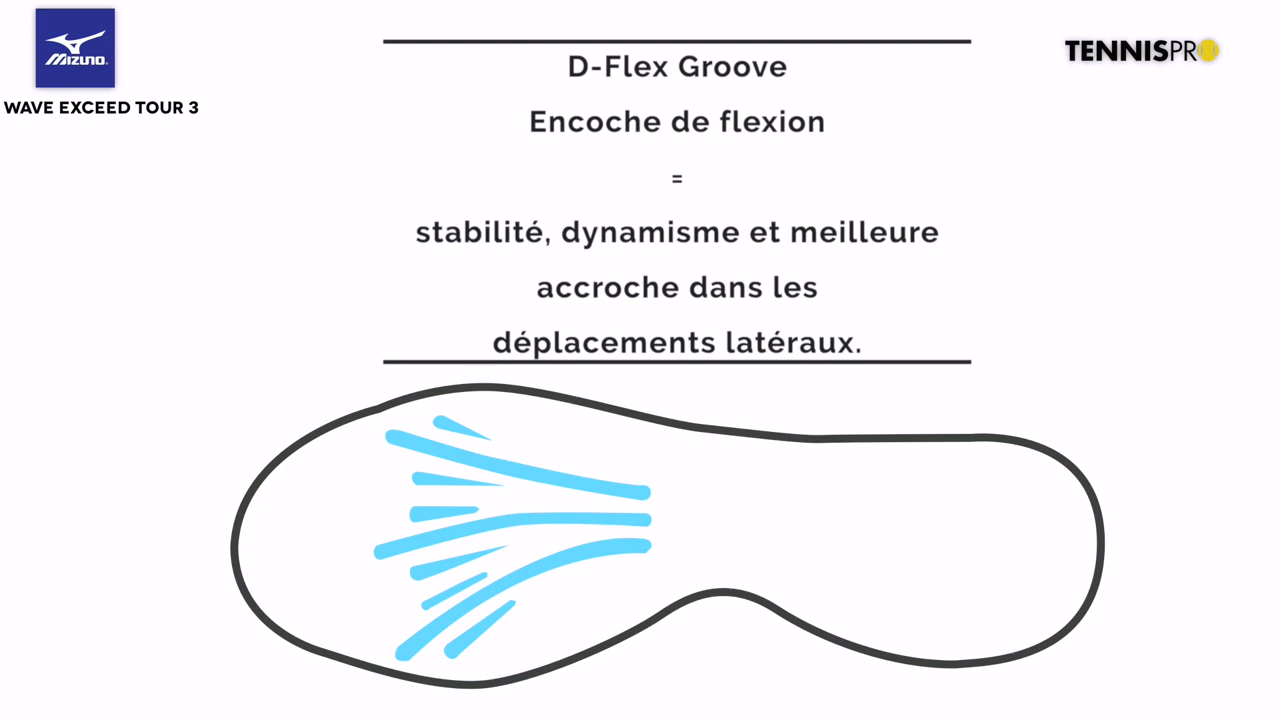 MIZUNO
WAVE EXCEED TOUR 3
TENNISPRO
D-Flex Groove
Encoche de flexion
=
stabilité, dynamisme et meilleure
accroche dans les
déplacements latéraux.